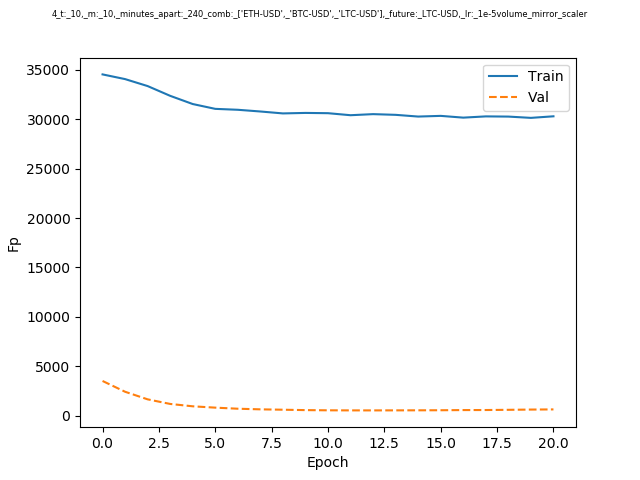 4_t:_10,_m:_10,_minutes_apart:_240_comb:_['ETH-USD',_'BTC-USD',_'LTC-USD'],_future:_LTC-USD,_lr:_1e-5volume_mirror_scaler
35000
30000
25000
20000
15000
10000
5000
0
Fp
Train
Val
0.0 2.5 5.0 7.5 10.0 12.5 15.0 17.5 20.0
Epoch